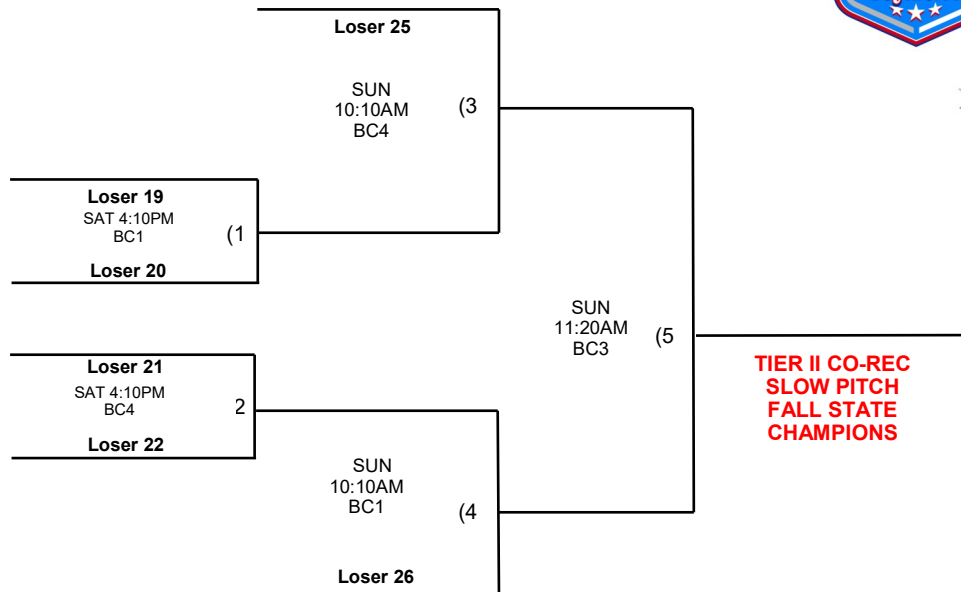 Loser 25
SUN
10:10AM
BC4
(3
Loser 19
SAT 4:10PM
BC1
(1
Loser 20
SUN
11:20AM
BC3
(5
Loser 21
SAT 4:10PM
BC4
2
Loser 22
TIER II CO-REC
SLOW PITCH
FALL STATE
CHAMPIONS
SUN
10:10AM
BC1
(4
Loser 26